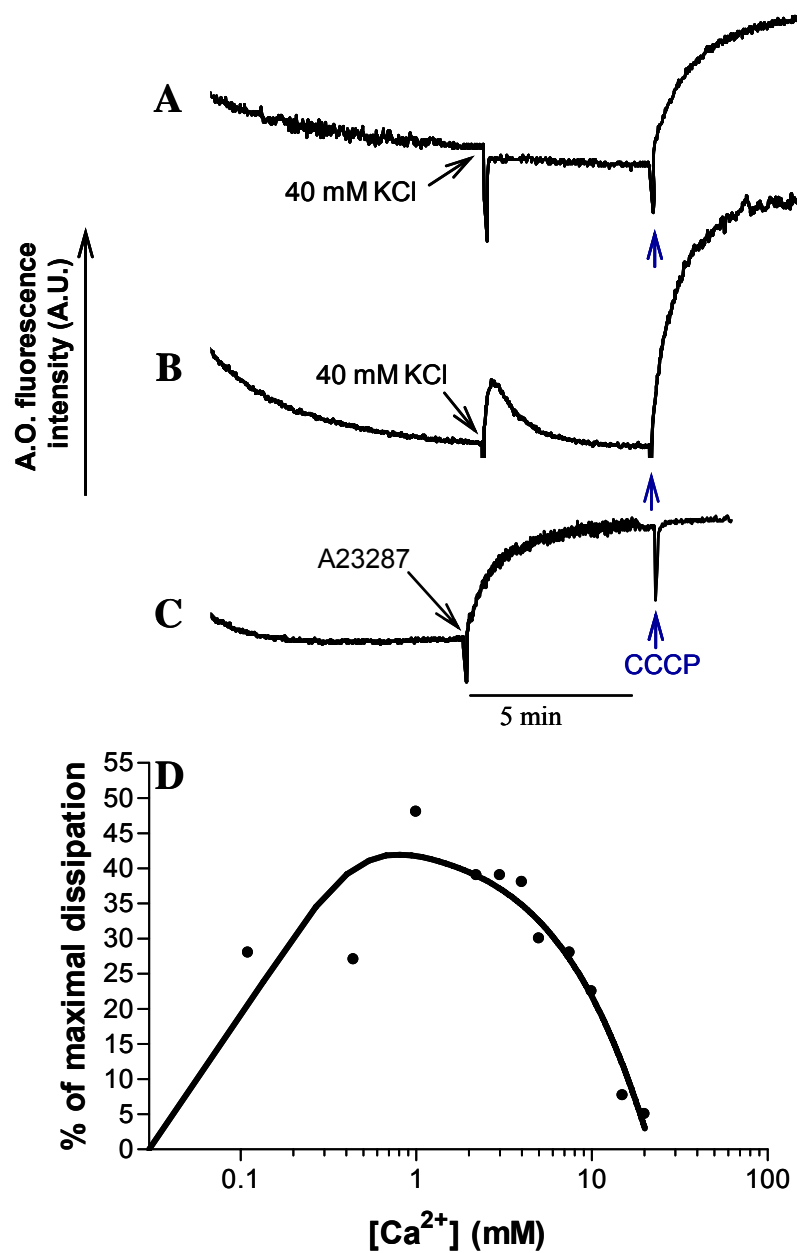 A
40 mM KCl
A.O. fluorescence
intensity (A.U.)
B
40 mM KCl
A23287
C
CCCP
5 min
D
% of maximal dissipation
55
50
45
40
35
30
25
20
15
10
5
0
0.1
1
10
100
[Ca²⁺] (mM)